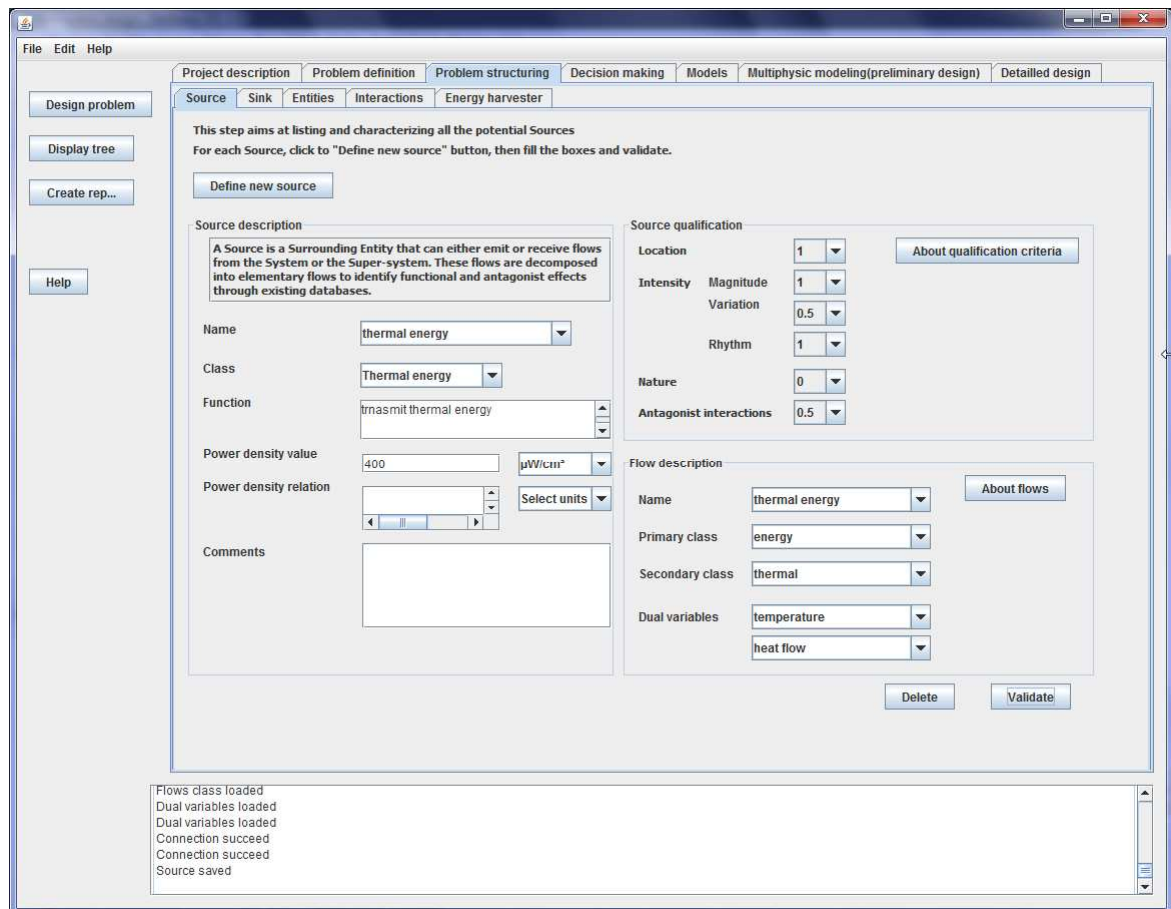 File Edit Help
Project description Problem definition Problem structuring Decision making Models Multiphysic modeling(preliminary design) Detailled design
Design problem
Display tree
Create rep...
Help
Source Sink Entities Interactions Energy harvester
This step aims at listing and characterizing all the potential Sources
For each Source, click to "Define new source" button, then fill the boxes and validate.
Define new source
Source description
A Source is a Surrounding Entity that can either emit or receive flows
from the System or the Super-system. These flows are decomposed
into elementary flows to identify functional and antagonist effects
through existing databases.
Name thermal energy
Class Thermal energy
Function trnasmit thermal energy
Power density value 400 µW/cm²
Power density relation Select units
Comments
Source qualification
Location 1 About qualification criteria
Intensity Magnitude 1
Variation 0.5
Rhythm 1
Nature 0
Antagonist interactions 0.5
Flow description
About flows
Name thermal energy
Primary class energy
Secondary class thermal
Dual variables temperature
heat flow
Delete Validate
Flows class loaded
Dual variables loaded
Dual variables loaded
Connection succeed
Connection succeed
Source saved